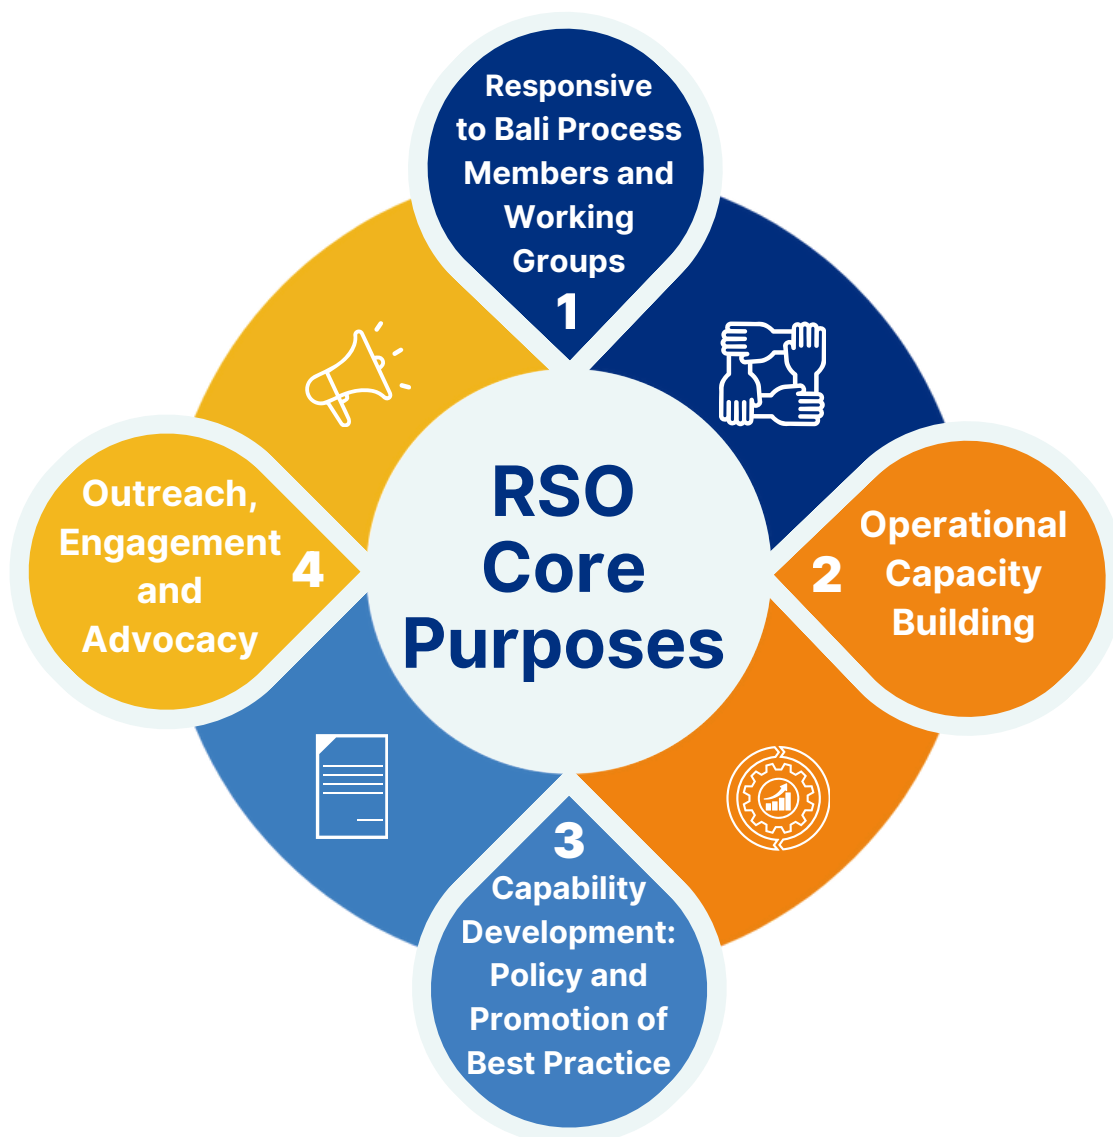 Responsive
to Bali Process
Members and
Working
Groups
1
RSO
Core
Purposes
2
Operational
Capacity
Building
3
Capability
Development:
Policy and
Promotion of
Best Practice
Outreach,
Engagement
and
Advocacy
4